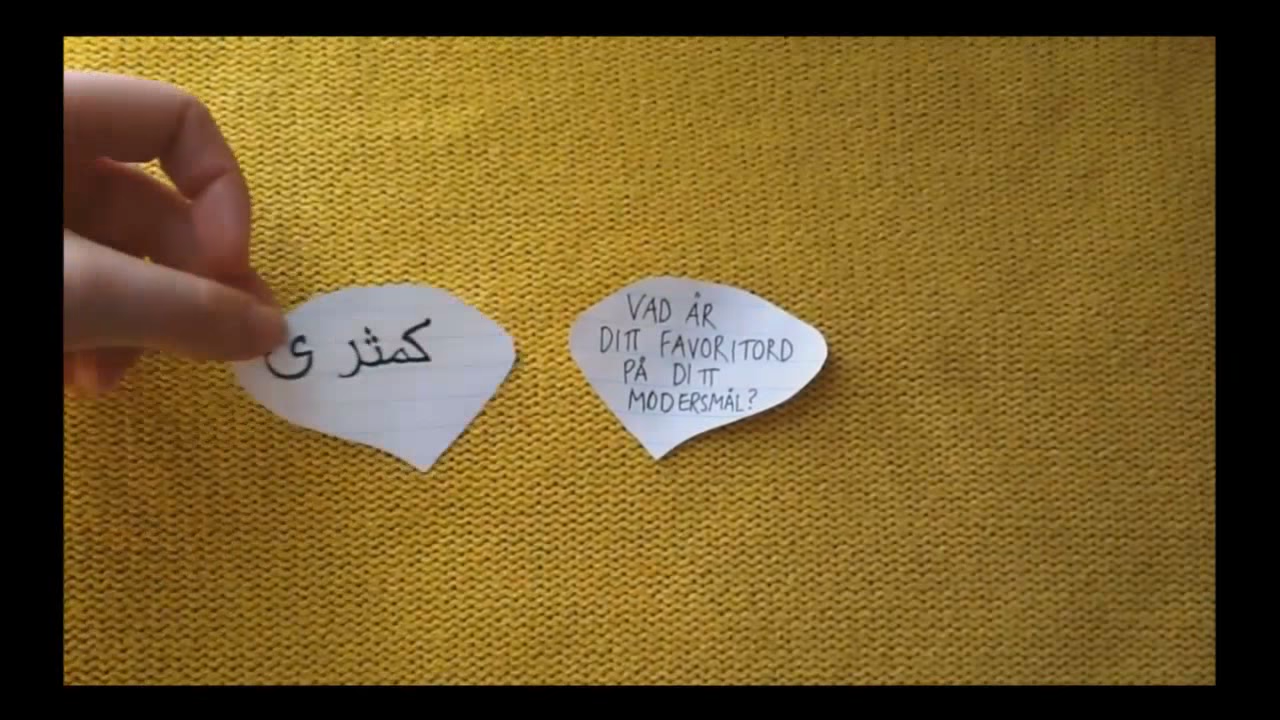 كمثرى
VAD ÄR
DITT FAVORITORD
PÅ DITT
MODERSMÅL?